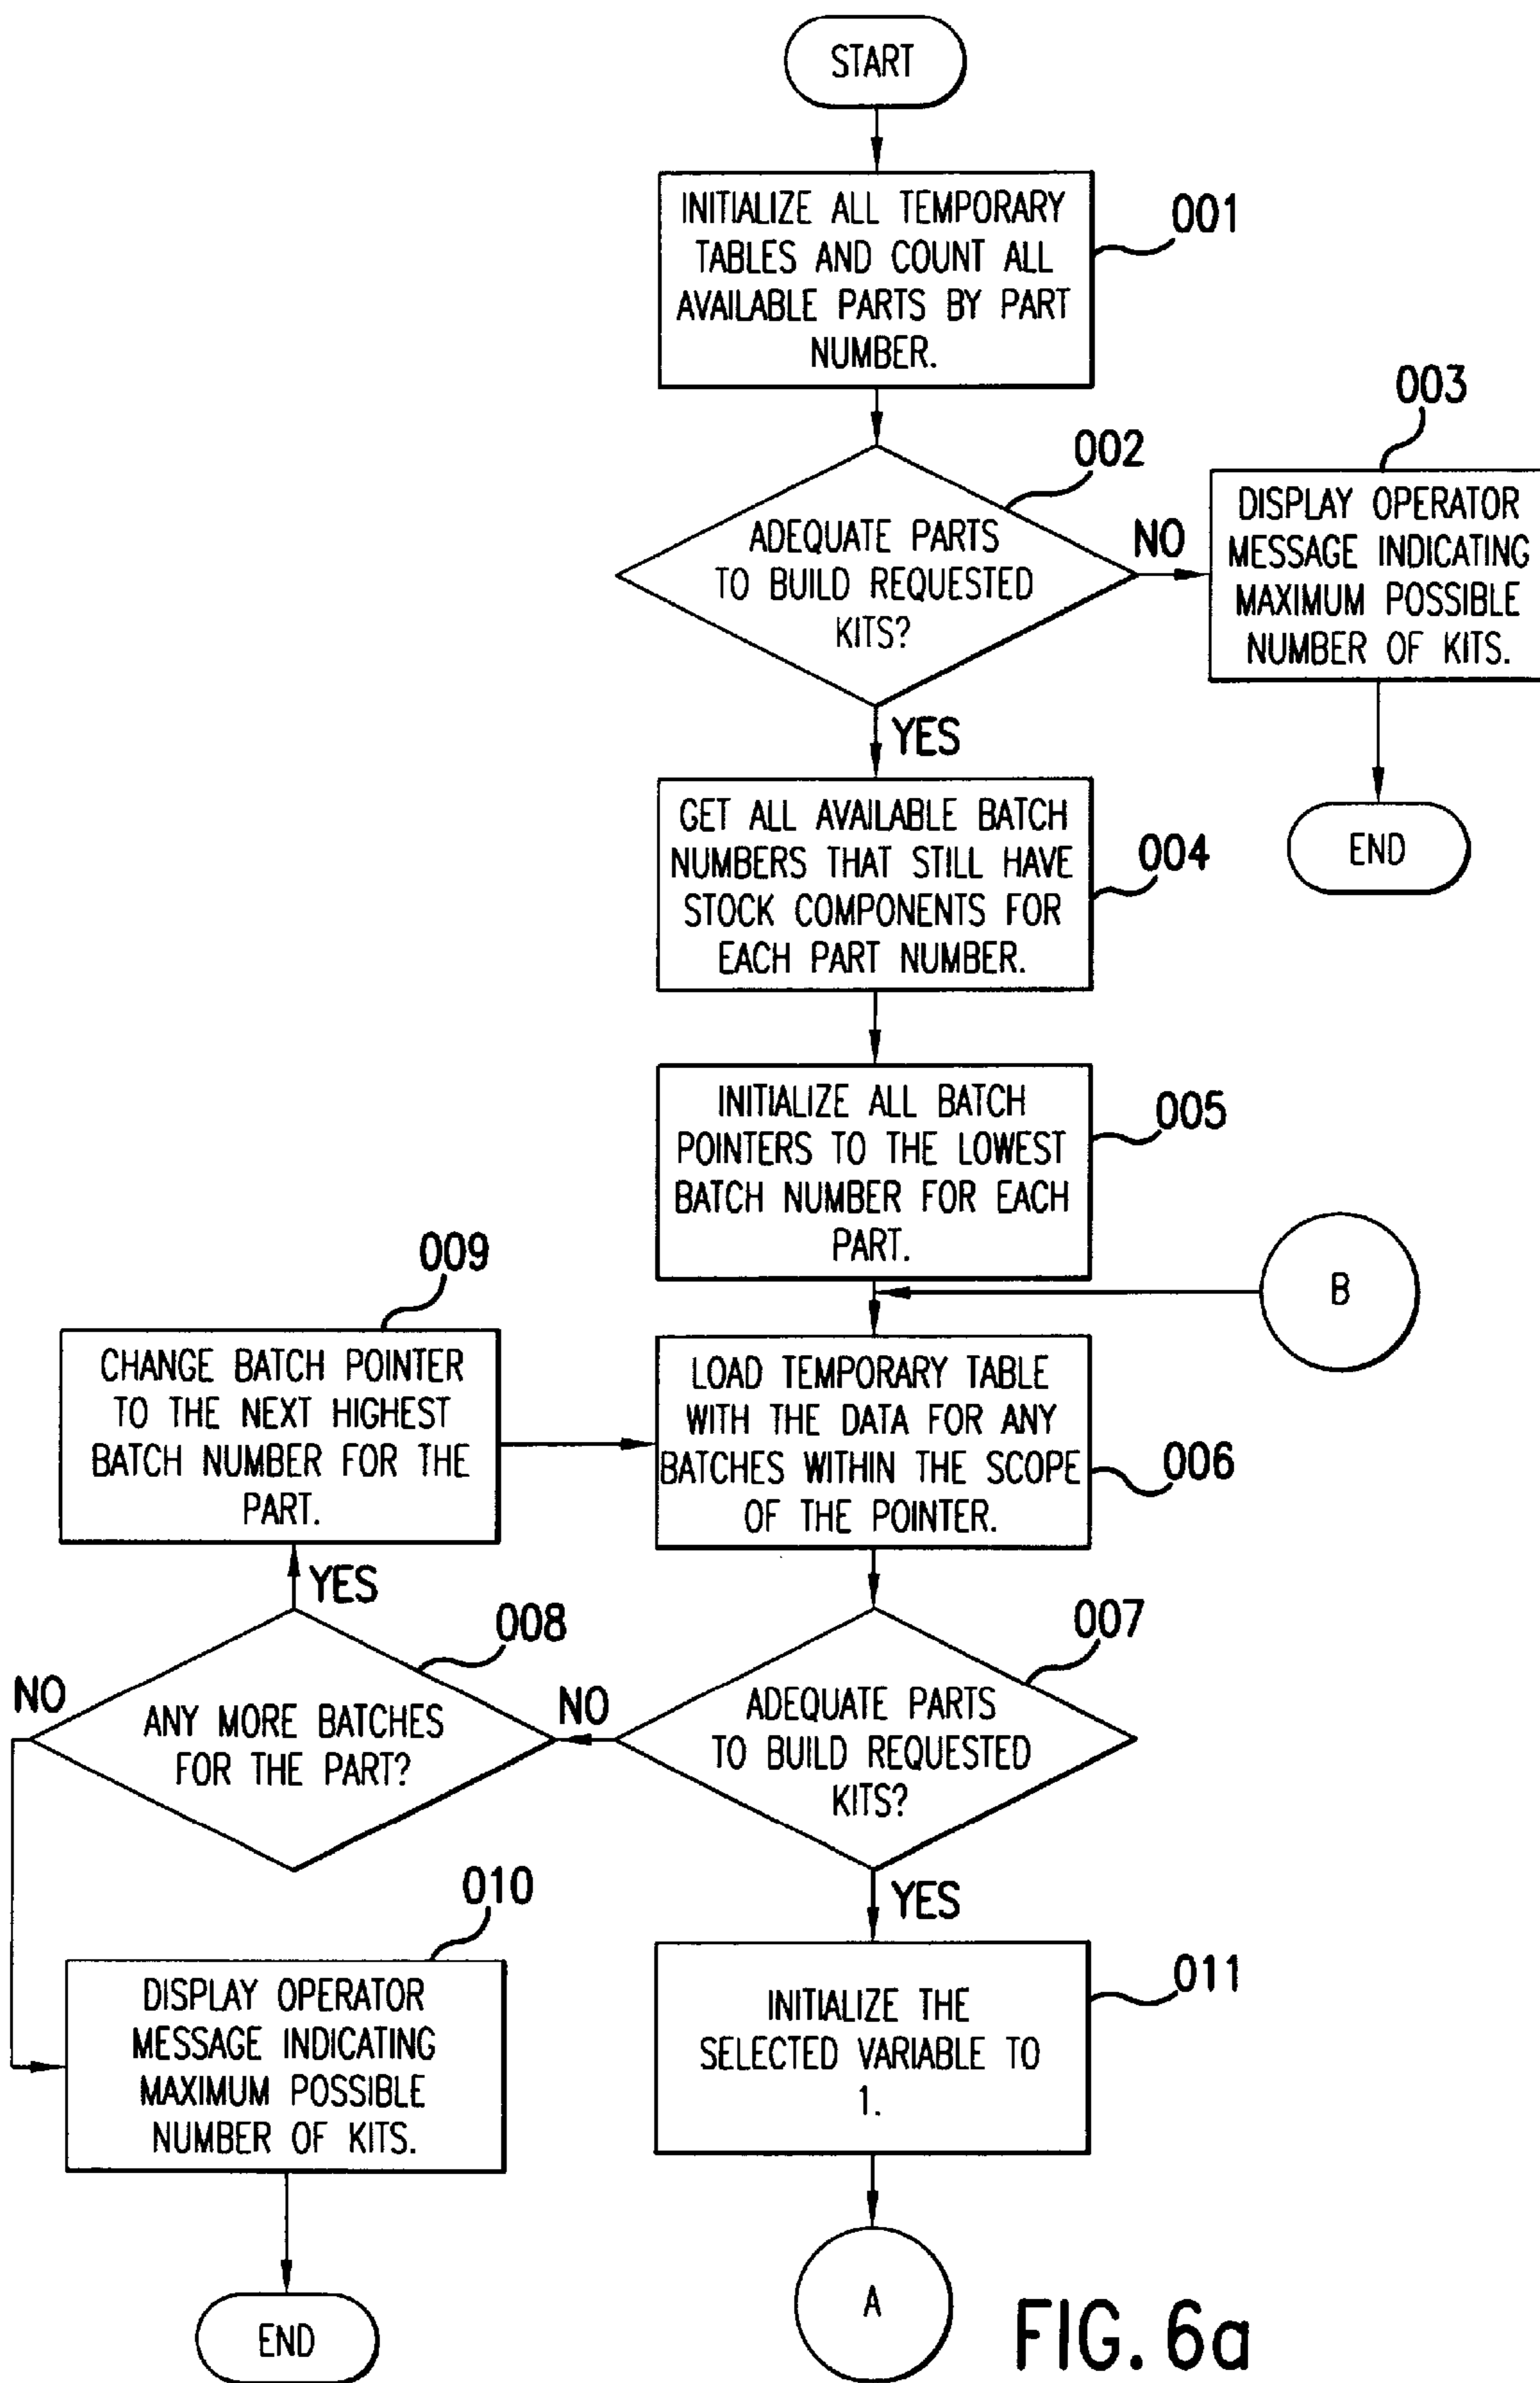 START
INITIALIZE ALL TEMPORARY
TABLES AND COUNT ALL
AVAILABLE PARTS BY PART
NUMBER.
001
002
ADEQUATE PARTS
TO BUILD REQUESTED
KITS?
NO
003
DISPLAY OPERATOR
MESSAGE INDICATING
MAXIMUM POSSIBLE
NUMBER OF KITS.
END
YES
GET ALL AVAILABLE BATCH
NUMBERS THAT STILL HAVE
STOCK COMPONENTS FOR
EACH PART NUMBER.
004
INITIALIZE ALL BATCH
POINTERS TO THE LOWEST
BATCH NUMBER FOR EACH
PART.
005
B
009
CHANGE BATCH POINTER
TO THE NEXT HIGHEST
BATCH NUMBER FOR THE
PART.
LOAD TEMPORARY TABLE
WITH THE DATA FOR ANY
BATCHES WITHIN THE SCOPE
OF THE POINTER.
006
YES
008
ANY MORE BATCHES
FOR THE PART?
NO
NO
007
ADEQUATE PARTS
TO BUILD REQUESTED
KITS?
YES
010
DISPLAY OPERATOR
MESSAGE INDICATING
MAXIMUM POSSIBLE
NUMBER OF KITS.
END
INITIALIZE THE
SELECTED VARIABLE TO
1.
011
A
FIG. 6a